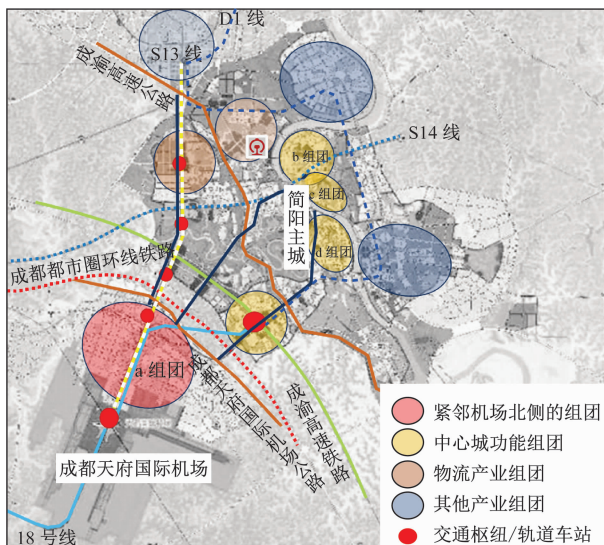 D1 线
S13 线
成渝高速公路
S14 线
b 组团
c 组团
简阳主城
d 组团
成都都市圈环线铁路
a 组团
成都天府国际机场公路
成渝高速铁路
成都天府国际机场
18 号线
紧邻机场北侧的组团
中心城功能组团
物流产业组团
其他产业组团
交通枢纽/轨道车站